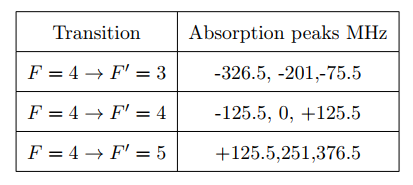 Transition Absorption peaks MHz
F = 4 → F′ = 3 -326.5, -201,-75.5
F = 4 → F′ = 4 -125.5, 0, +125.5
F = 4 → F′ = 5 +125.5,251,376.5